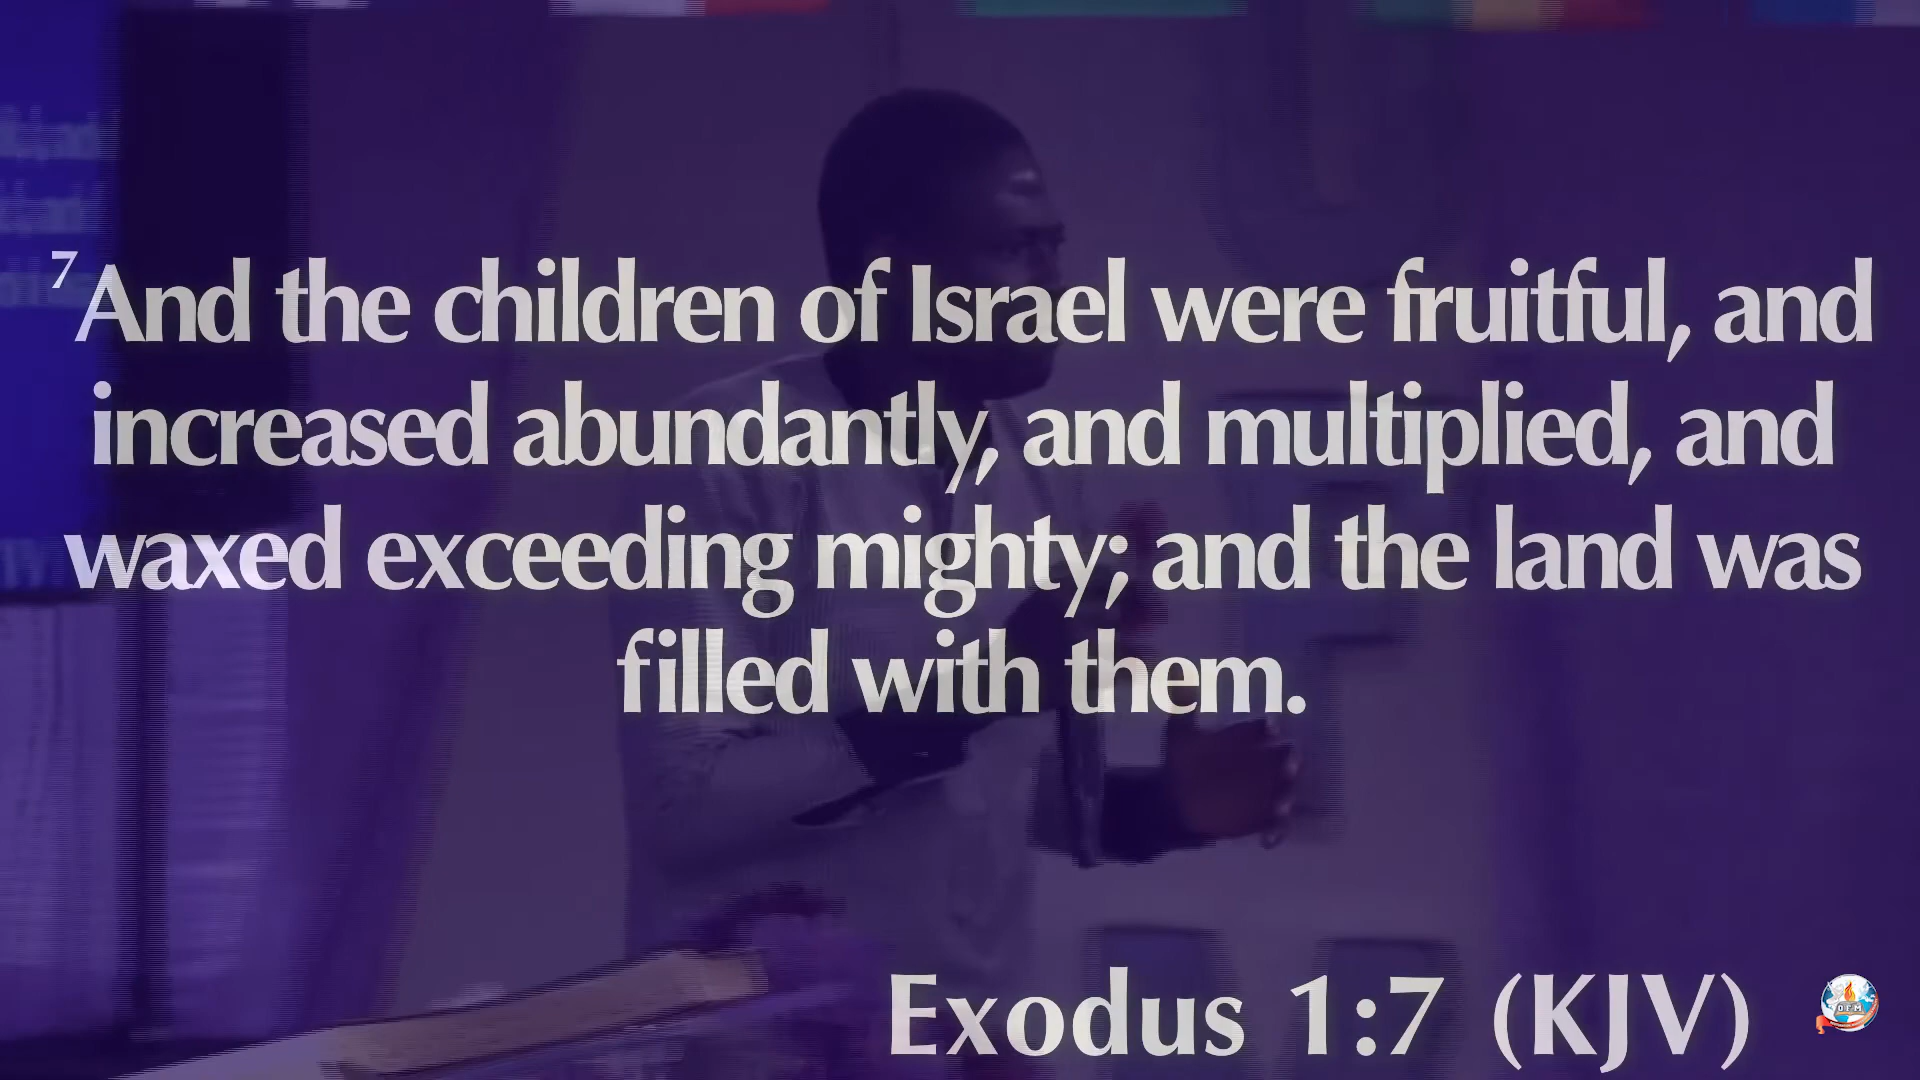 7And the children of Israel were fruitful, and
increased abundantly, and multiplied, and
waxed exceeding mighty; and the land was
filled with them.
Exodus 1:7 (KJV)
DFM